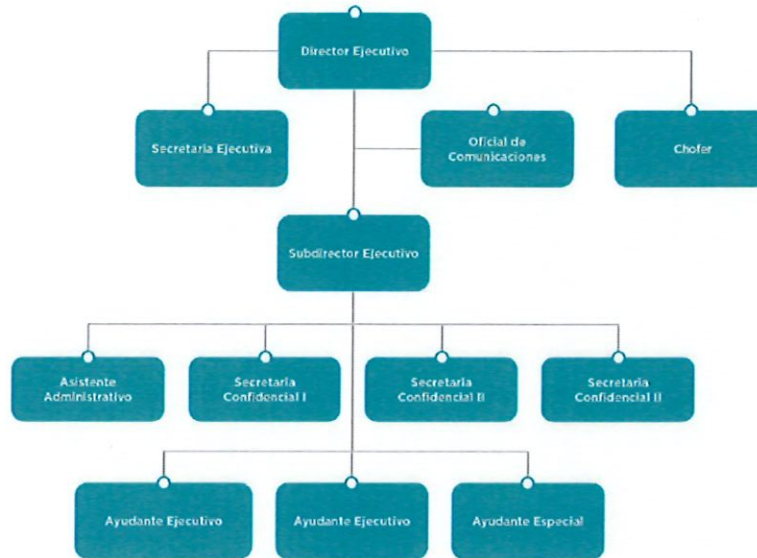 Director Ejecutivo
Secretaria Ejecutiva
Oficial de
Comunicaciones
Chofer
Subdirector Ejecutivo
Asistente
Administrativo
Secretaria
Confidencial I
Secretaria
Confidencial II
Secretaria
Confidencial II
Ayudante Ejecutivo
Ayudante Ejecutivo
Ayudante Especial